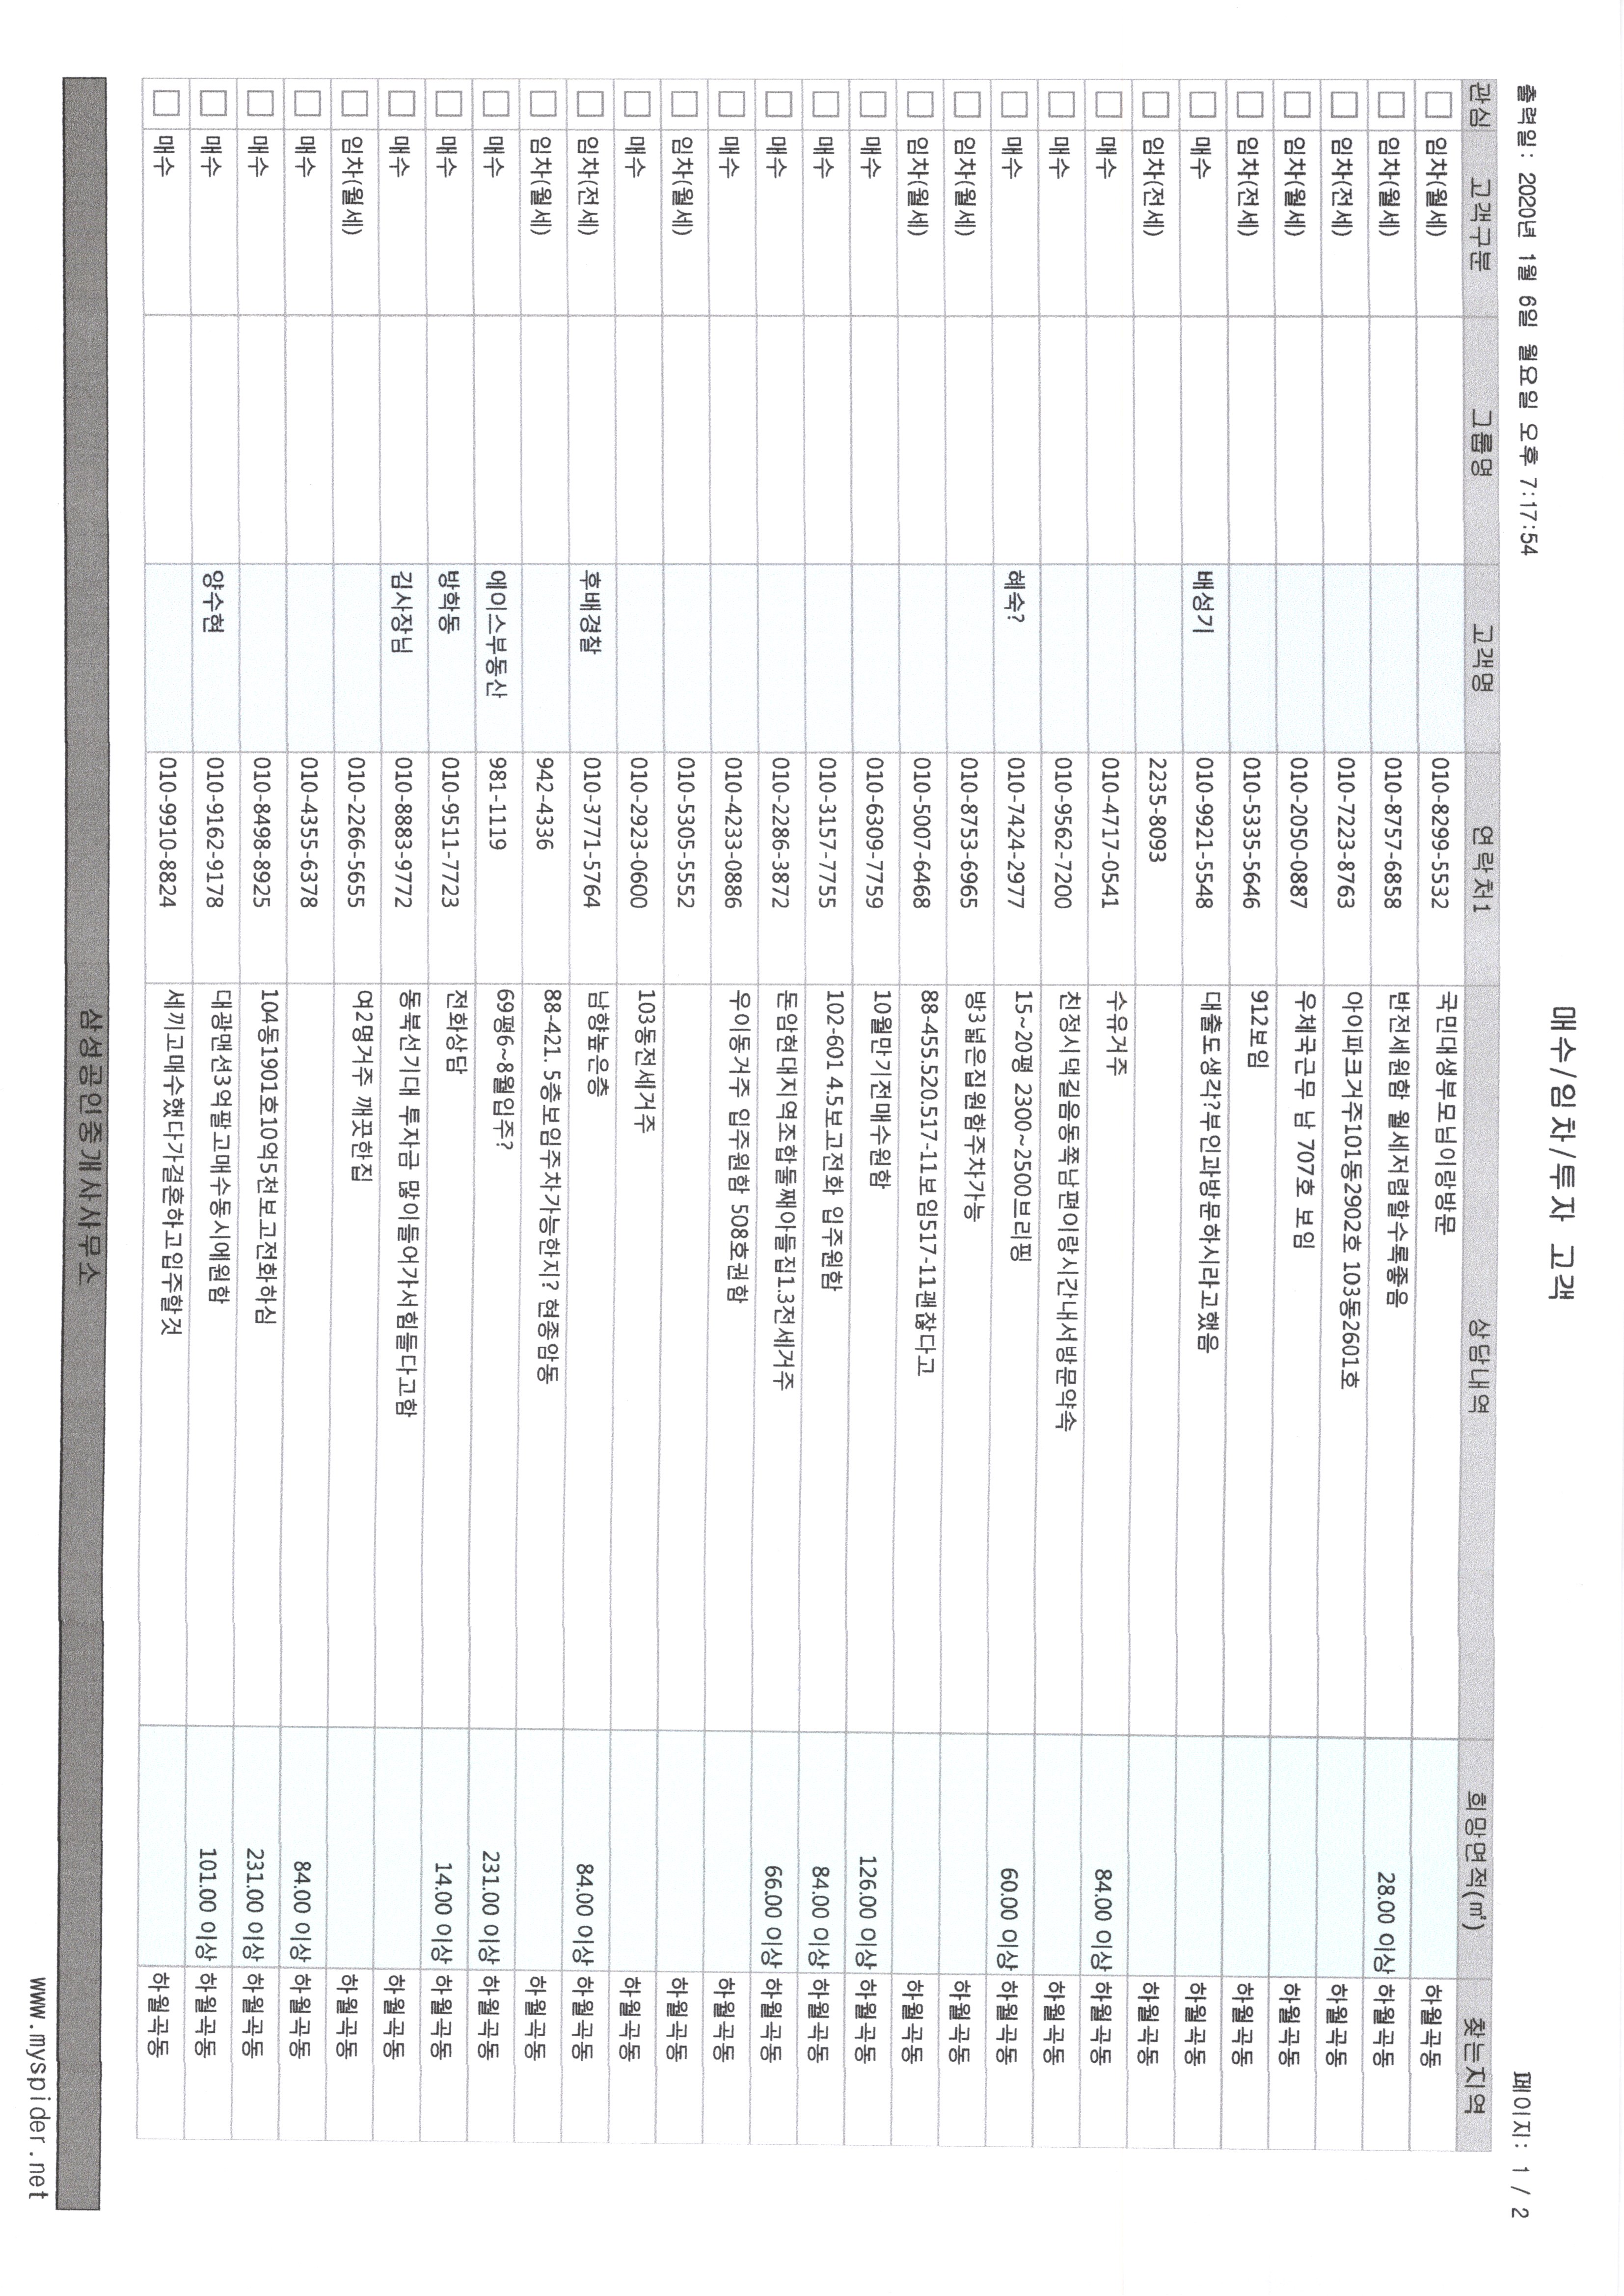 매수/임차/투자 고객
출력일: 2020년 1월 6일 월요일 오후 7:17:54
페이지: 1 / 2
관심 고객구분 그룹명 고객명 연락처1 상담내역 희망면적(㎡) 찾는지역
임차(월세) 010-8299-5532 국민대생부모님이랑방문 하월곡동
임차(월세) 010-8757-6858 반전세원함 월세저렴할수록좋음 28.00 이상 하월곡동
임차(전세) 010-7223-8763 아이파크거주101동2902호 103동2601호 하월곡동
임차(월세) 010-2050-0887 우체국근무 남 707호 보임 하월곡동
임차(전세) 010-5335-5646 912보임 하월곡동
매수 배성기 010-9921-5548 대출도생각?부인과방문하시라고했음 하월곡동
임차(전세) 2235-8093 하월곡동
매수 010-4717-0541 수유거주 84.00 이상 하월곡동
매수 010-9562-7200 친정시댁길음동쪽남편이랑시간내서방문약속 하월곡동
매수 혜숙? 010-7424-2977 15~20평 2300~2500브리핑 60.00 이상 하월곡동
임차(월세) 010-8753-6965 방3넓은집원함주차가능 하월곡동
임차(월세) 010-5007-6468 88-455.520.517-11보임517-11괜찮다고 하월곡동
매수 010-6309-7759 10월만기전매수원함 126.00 이상 하월곡동
매수 010-3157-7755 102-601 4.5보고전화 입주원함 84.00 이상 하월곡동
매수 010-2286-3872 돈암현대지역조합둘째아들집1.3전세거주 66.00 이상 하월곡동
매수 010-4233-0886 우이동거주 입주원함 508호권함 하월곡동
임차(월세) 010-5305-5552 하월곡동
매수 010-2923-0600 103동전세거주 하월곡동
임차(전세) 후배경찰 010-3771-5764 남향높은층 84.00 이상 하월곡동
임차(월세) 942-4336 88-421. 5층보임주차가능한지? 현종암동 하월곡동
매수 에이스부동산 981-1119 69평6~8월입주? 231.00 이상 하월곡동
매수 방학동 010-9511-7723 전화상담 14.00 이상 하월곡동
매수 김사장님 010-8883-9772 동북선기대 투자금 많이들어가서힘들다고함 하월곡동
임차(월세) 010-2266-5655 여2명거주 깨끗한집 하월곡동
매수 010-4355-6378 84.00 이상 하월곡동
매수 010-8498-8925 104동1901호10억5천보고전화하심 231.00 이상 하월곡동
매수 양수현 010-9162-9178 대광맨션3억팔고매수동시에원함 101.00 이상 하월곡동
매수 010-9910-8824 세끼고매수했다가결혼하고입주할것 하월곡동
삼성공인중개사사무소
www.myspider.net